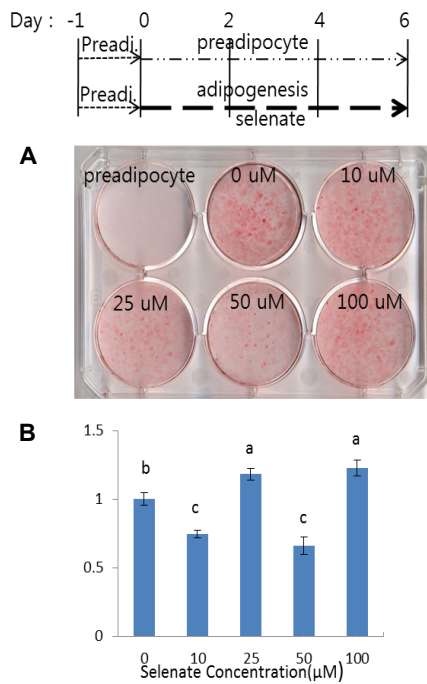 Day : -1 0 2 4 6
Preadi. preadipocyte
Preadi. adipogenesis
selenate
A
preadipocyte 0 uM 10 uM
25 uM 50 uM 100 uM
B
1.5
1
0.5
0
b c a c a
0 10 25 50 100
Selenate Concentration(μM)